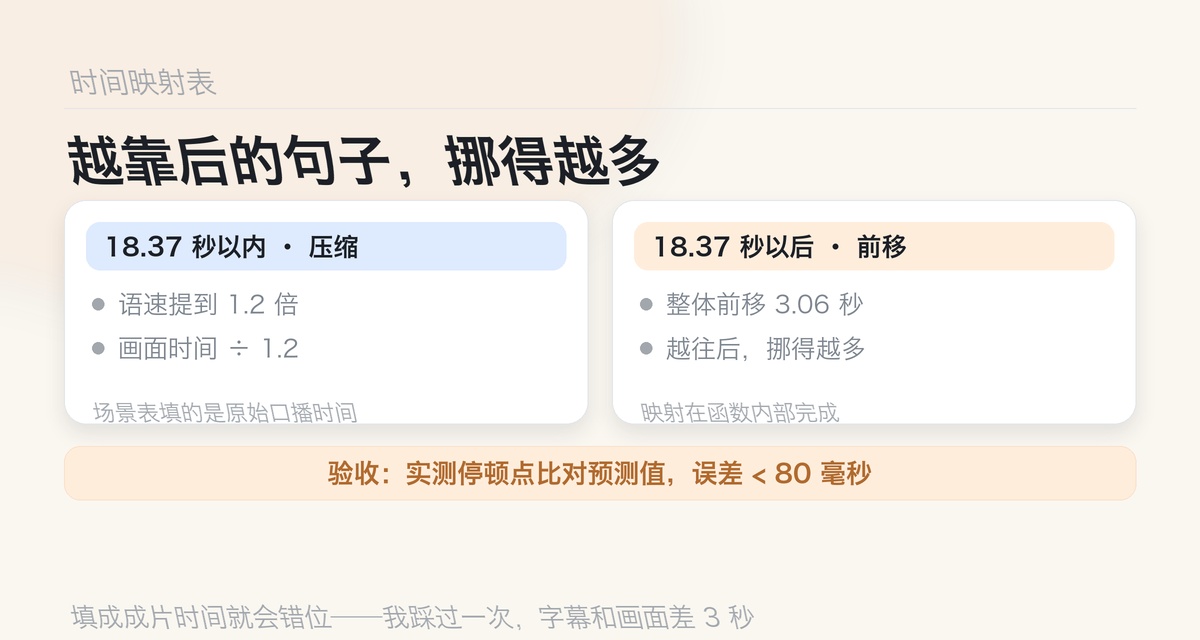 时间映射表
越靠后的句子，挪得越多
18.37 秒以内 · 压缩
语速提到 1.2 倍
画面时间 ÷ 1.2
场景表填的是原始口播时间
18.37 秒以后 · 前移
整体前移 3.06 秒
越往后，挪得越多
映射在函数内部完成
验收：实测停顿点比对预测值，误差 < 80 毫秒
填成成片时间就会错位——我踩过一次，字幕和画面差 3 秒